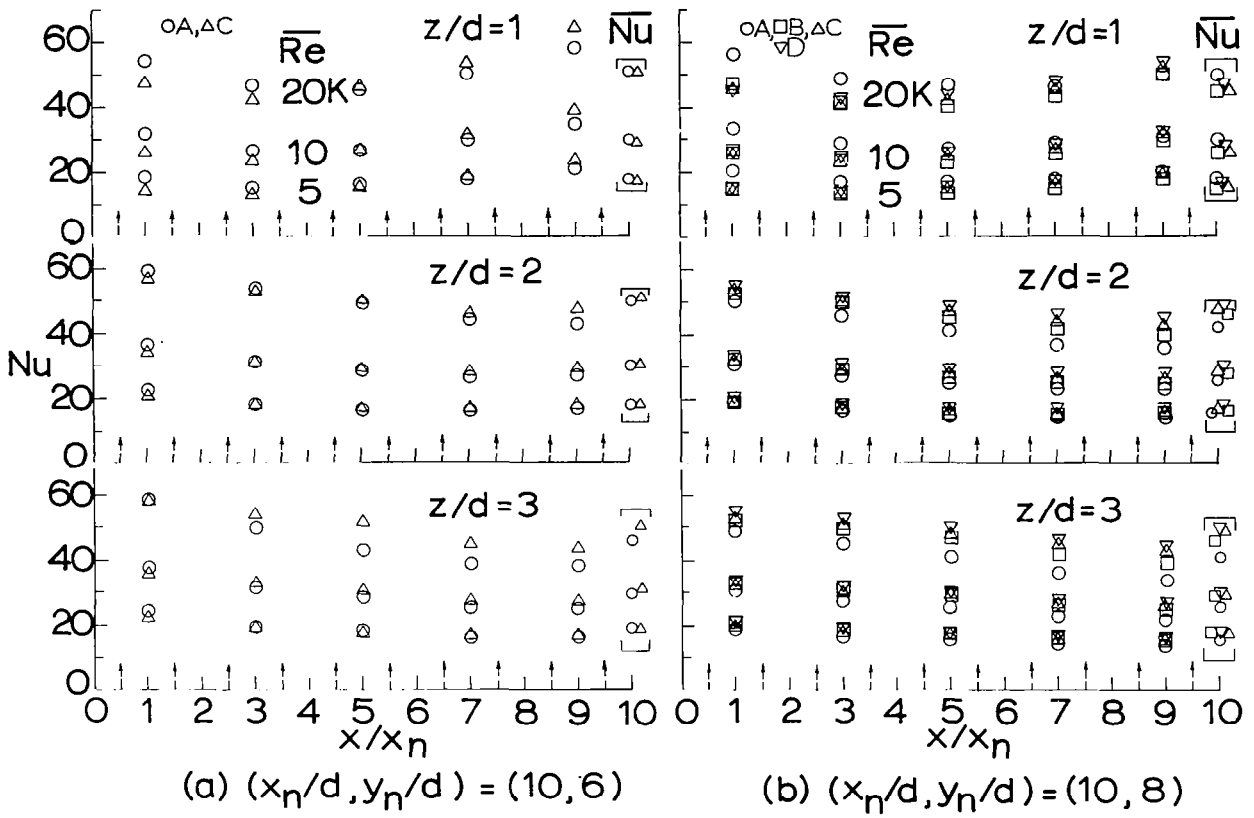 ○A,△C
Re
z/d=1
Nu
60
40
20
0
20K
10
5
z/d=2
60
40
20
0
Nu
z/d=3
60
40
20
0
0 1 2 3 4 5 6 7 8 9 10
x/xn
(a) (xn/d,yn/d) = (10,6)
○A,□B,△C
▽D
Re
z/d=1
Nu
20K
10
5
z/d=2
z/d=3
0 1 2 3 4 5 6 7 8 9 10
x/xn
(b) (xn/d,yn/d)=(10,8)